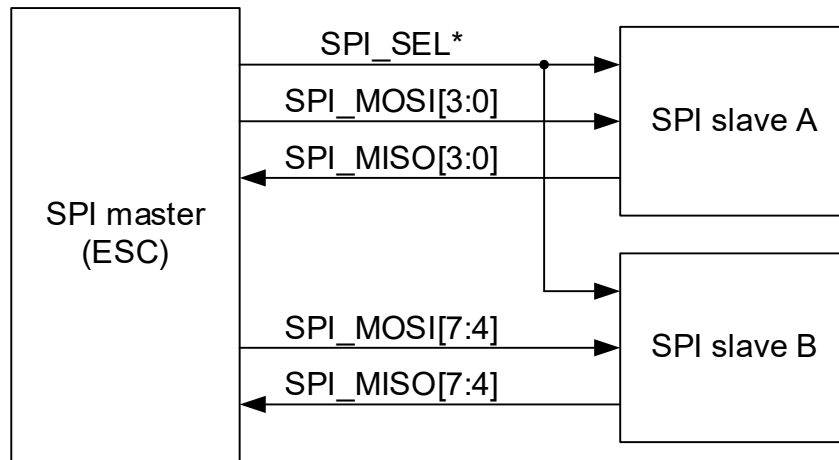 SPI_SEL*
SPI_MOSI[3:0]
SPI_MISO[3:0]
SPI slave A
SPI master
(ESC)
SPI_MOSI[7:4]
SPI_MISO[7:4]
SPI slave B